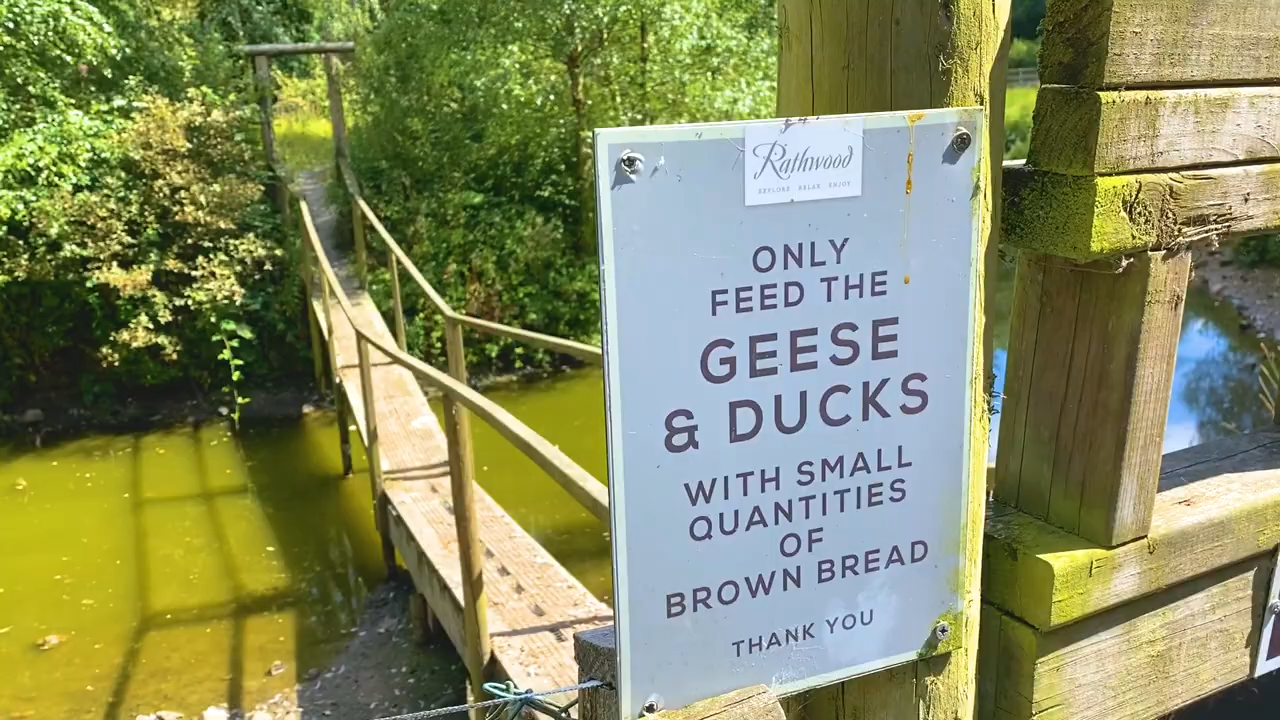 Rathwood
EXPLORE RELAX ENJOY
ONLY
FEED THE
GEESE
& DUCKS
WITH SMALL
QUANTITIES
OF
BROWN BREAD
THANK YOU